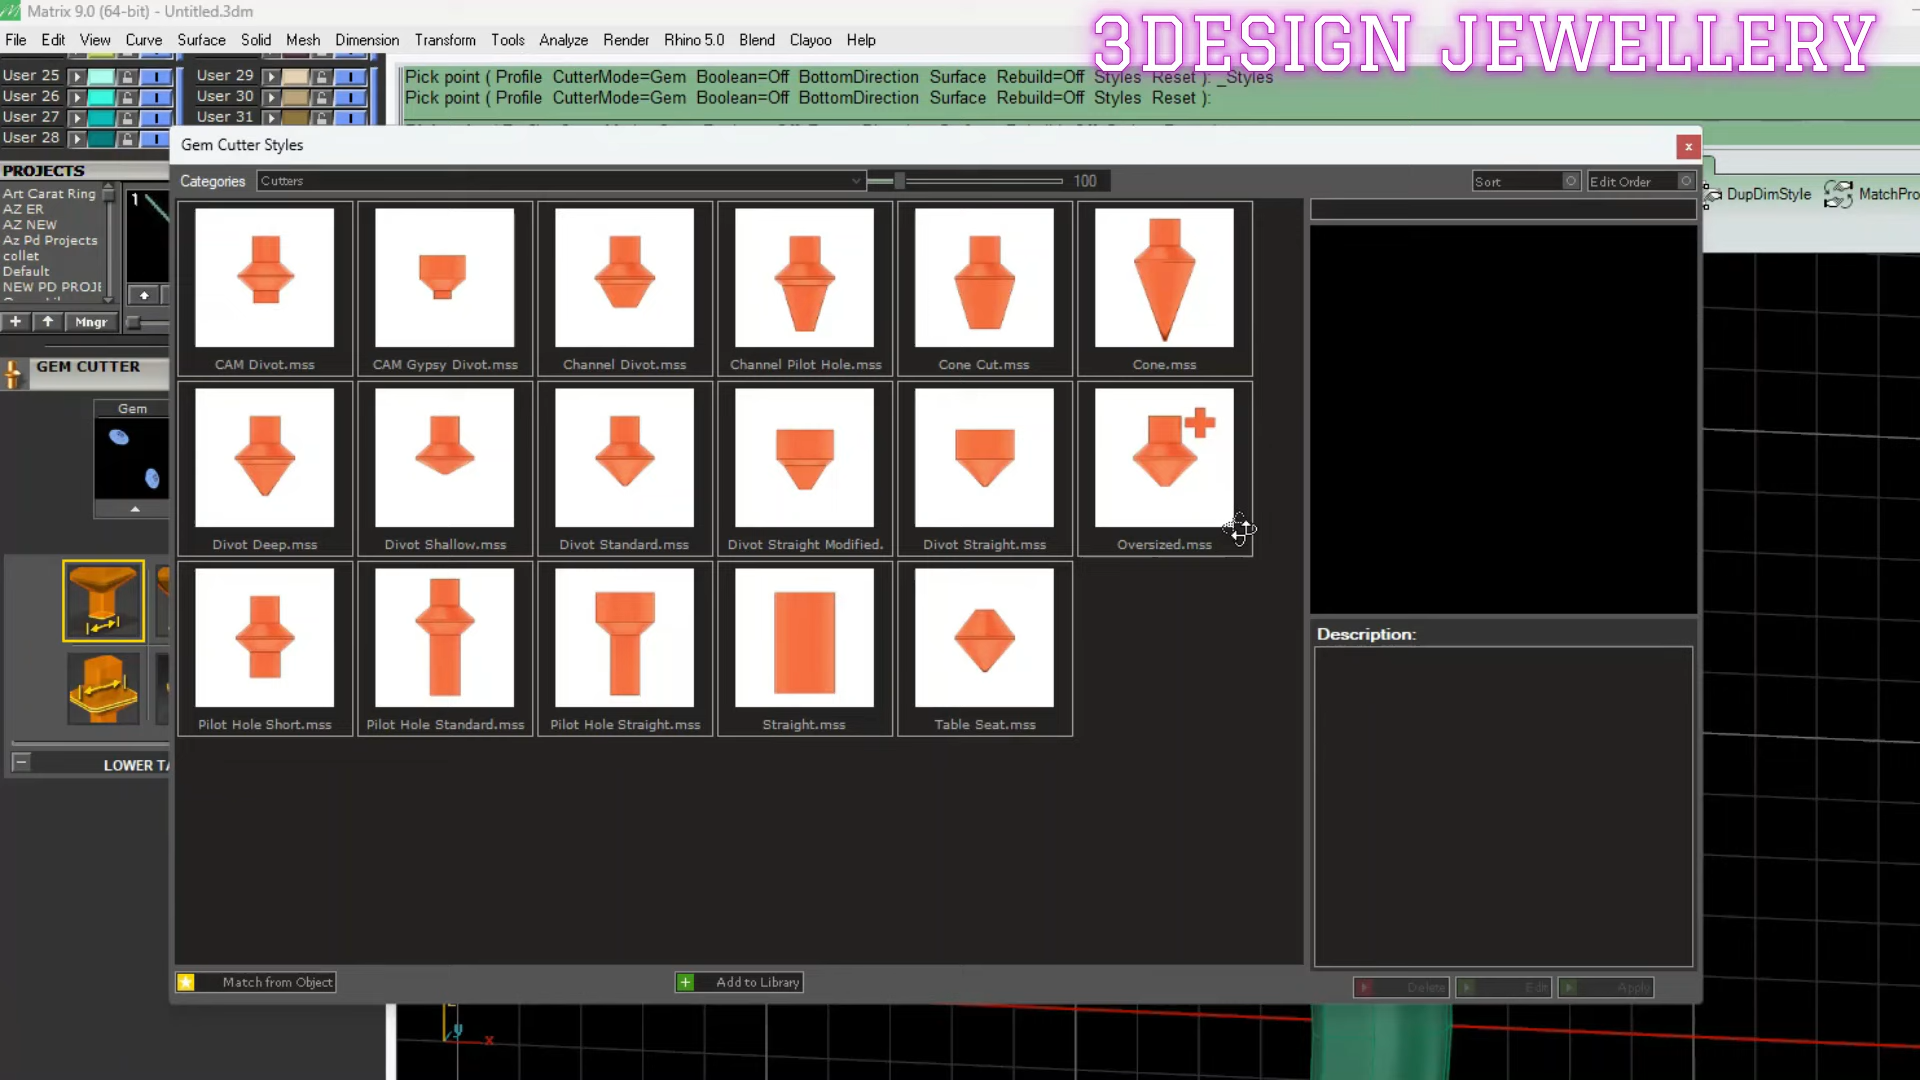 Matrix 9.0 (64-bit) - Untitled.3dm
3DESIGN JEWELLERY
File Edit View Curve Surface Solid Mesh Dimension Transform Tools Analyze Render Rhino 5.0 Blend Clayoo Help
User 25
User 29
User 26
User 30
User 27
User 31
User 28
Pick point ( Profile CutterMode=Gem Boolean=Off BottomDirection Surface Rebuild=Off Styles Reset ): _Styles
Pick point ( Profile CutterMode=Gem Boolean=Off BottomDirection Surface Rebuild=Off Styles Reset ):
Gem Cutter Styles
x
Categories
Cutters
100
Sort
Edit Order
DupDimStyle
MatchPro
PROJECTS
Art Carat Ring
AZ ER
AZ NEW
Az Pd Projects
collet
Default
NEW PD PROJE
1
Mngr
GEM CUTTER
Gem
LOWER TA
CAM Divot.mss
CAM Gypsy Divot.mss
Channel Divot.mss
Channel Pilot Hole.mss
Cone Cut.mss
Cone.mss
Divot Deep.mss
Divot Shallow.mss
Divot Standard.mss
Divot Straight Modified.
Divot Straight.mss
Oversized.mss
Pilot Hole Short.mss
Pilot Hole Standard.mss
Pilot Hole Straight.mss
Straight.mss
Table Seat.mss
Description:
Match from Object
Add to Library
Delete
Edit
Apply
z
y
x